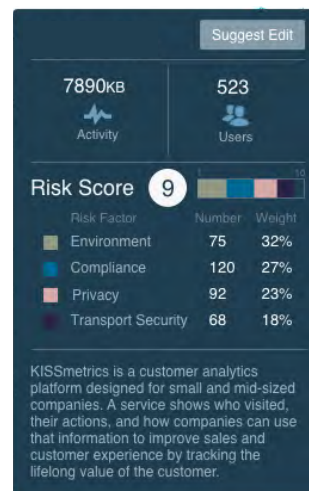 Suggest Edit
7890KB 523
Activity Users
1 10
Risk Score 9
Risk Factor Number Weight
Environment 75 32%
Compliance 120 27%
Privacy 92 23%
Transport Security 68 18%
KISSmetrics is a customer analytics
platform designed for small and mid-sized
companies. A service shows who visited,
their actions, and how companies can use
that information to improve sales and
customer experience by tracking the
lifelong value of the customer.